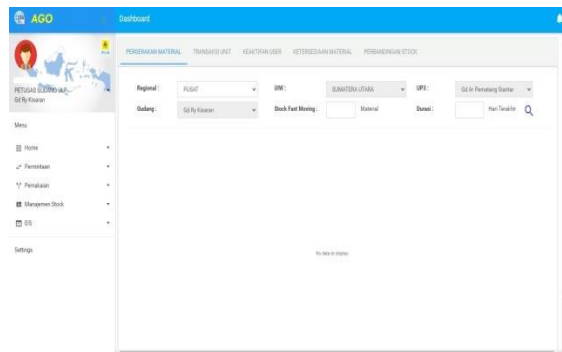 AGO
Dashboard
PERGERAKAN MATERIAL TRANSAKSI UNIT KEAKTIFAN USER KETERSEDIAAN MATERIAL PERBANDINGAN STOCK
PETUGAS GUDANG ULP
Gd Ry Kisaran
Regional : PUSAT UIW : SUMATERA UTARA UP3 : Gd Ar Pematang Siantar
Gudang : Gd Ry Kisaran Stock Fast Moving : Material Durasi : Hari Terakhir
Menu
Home
Permintaan
Pemakaian
Manajemen Stock
EIS
Settings
No data to display